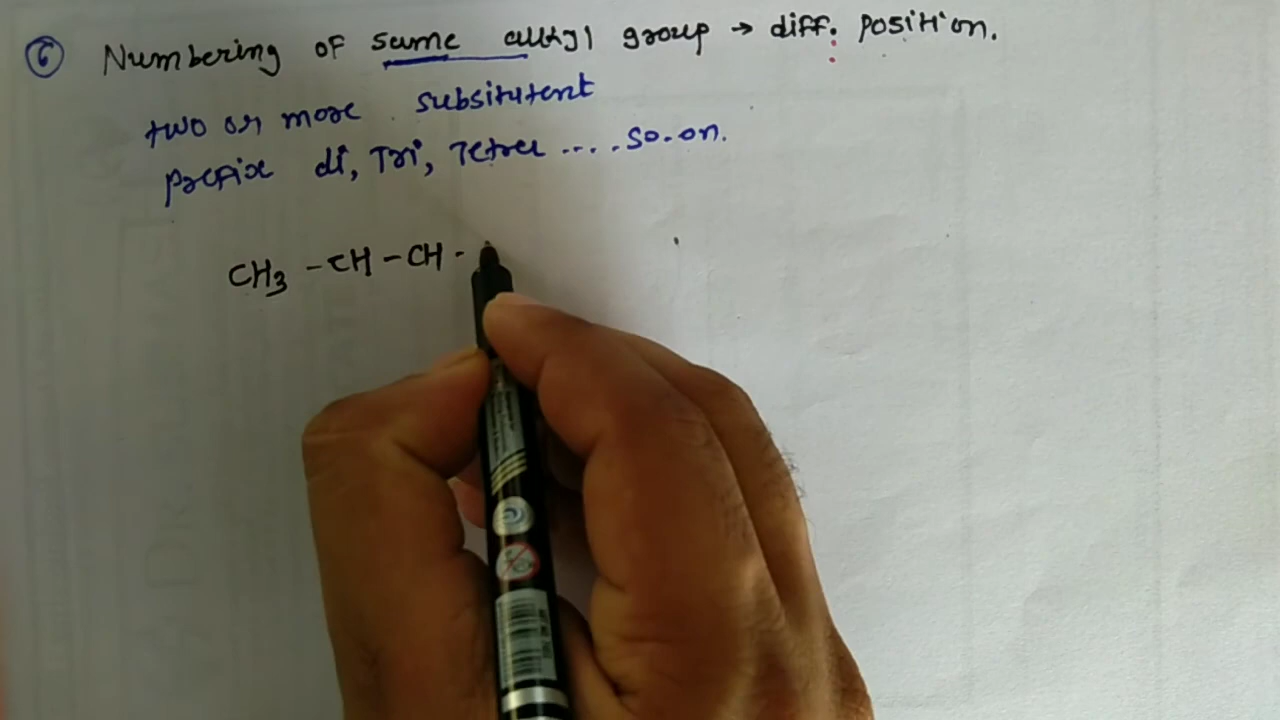 ⑥ Numbering of same alkyl group → diff. position.
two or more subsitutent
prefix di, Tri, Tetra ....so.on.
CH3 - CH - CH -